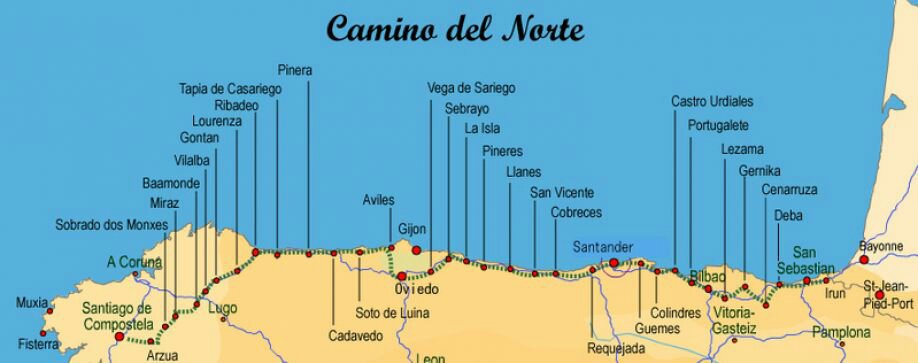 Camino del Norte
Pinera
Tapia de Casariego
Ribadeo
Lourenza
Gontan
Vilalba
Baamonde
Miraz
Sobrado dos Monxes
Vega de Sariego
Sebrayo
La Isla
Pineres
Llanes
San Vicente
Cobreces
Castro Urdiales
Portugalete
Lezama
Gernika
Cenarruza
Deba
Aviles
Gijon
Santander
San
Sebastian
Bayonne
A Coruna
Muxia
Fisterra
Santiago de
Compostela
Arzua
Lugo
Oviedo
Soto de Luina
Cadavedo
Leon
Requejada
Guemes
Colindres
Bilbao
Vitoria-
Gasteiz
Irun
St-Jean-
Pied-Port
Pamplona